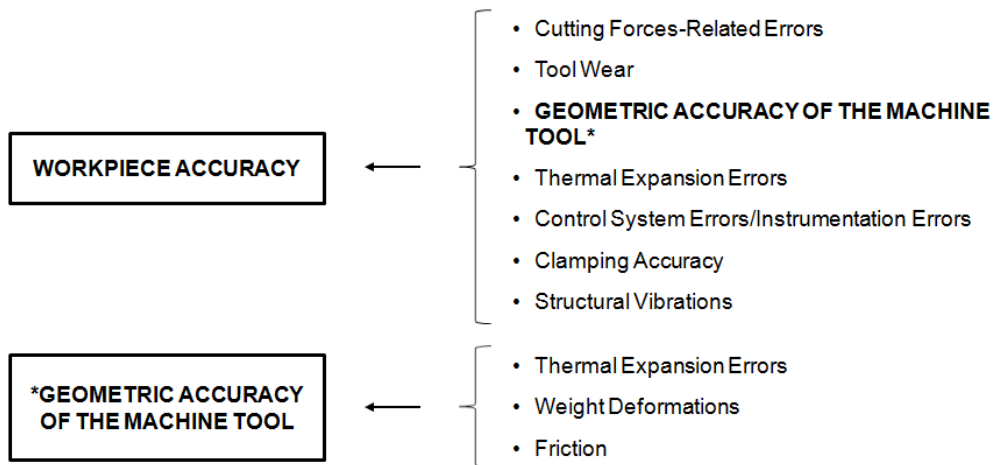 • Cutting Forces-Related Errors
• Tool Wear
• GEOMETRIC ACCURACY OF THE MACHINE
TOOL*
WORKPIECE ACCURACY
• Thermal Expansion Errors
• Control System Errors/Instrumentation Errors
• Clamping Accuracy
• Structural Vibrations
*GEOMETRIC ACCURACY
OF THE MACHINE TOOL
• Thermal Expansion Errors
• Weight Deformations
• Friction